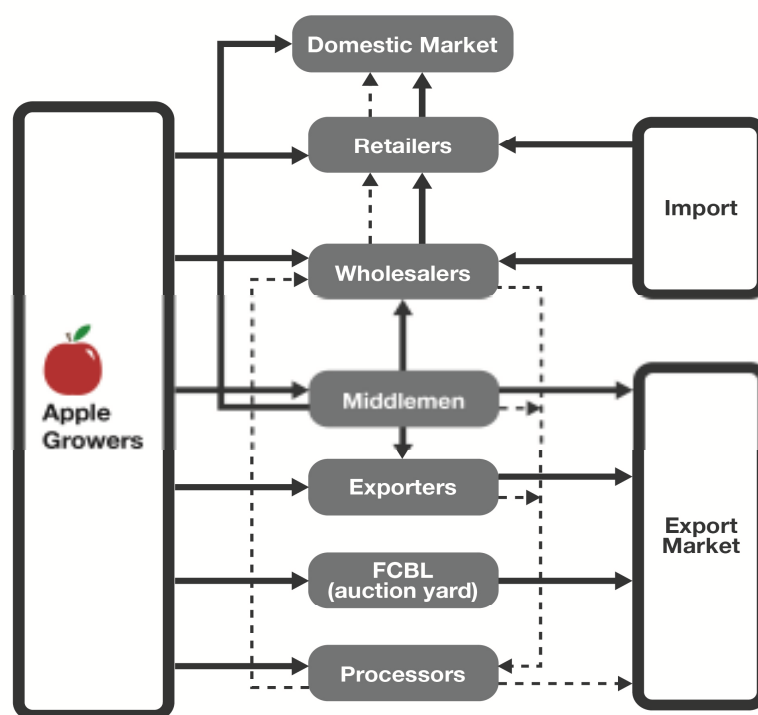 Domestic Market
Retailers
Import
Wholesalers
Apple
Growers
Middlemen
Exporters
Export
Market
FCBL
(auction yard)
Processors